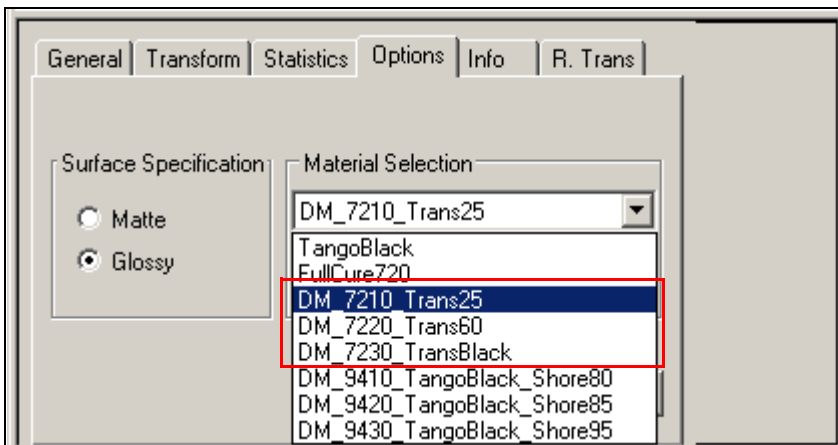 General Transform Statistics Options Info R. Trans
Surface Specification Material Selection
Matte
Glossy
DM_7210_Trans25
TangoBlack
FullCure720
DM_7210_Trans25
DM_7220_Trans60
DM_7230_TransBlack
DM_9410_TangoBlack_Shore80
DM_9420_TangoBlack_Shore85
DM_9430_TangoBlack_Shore95